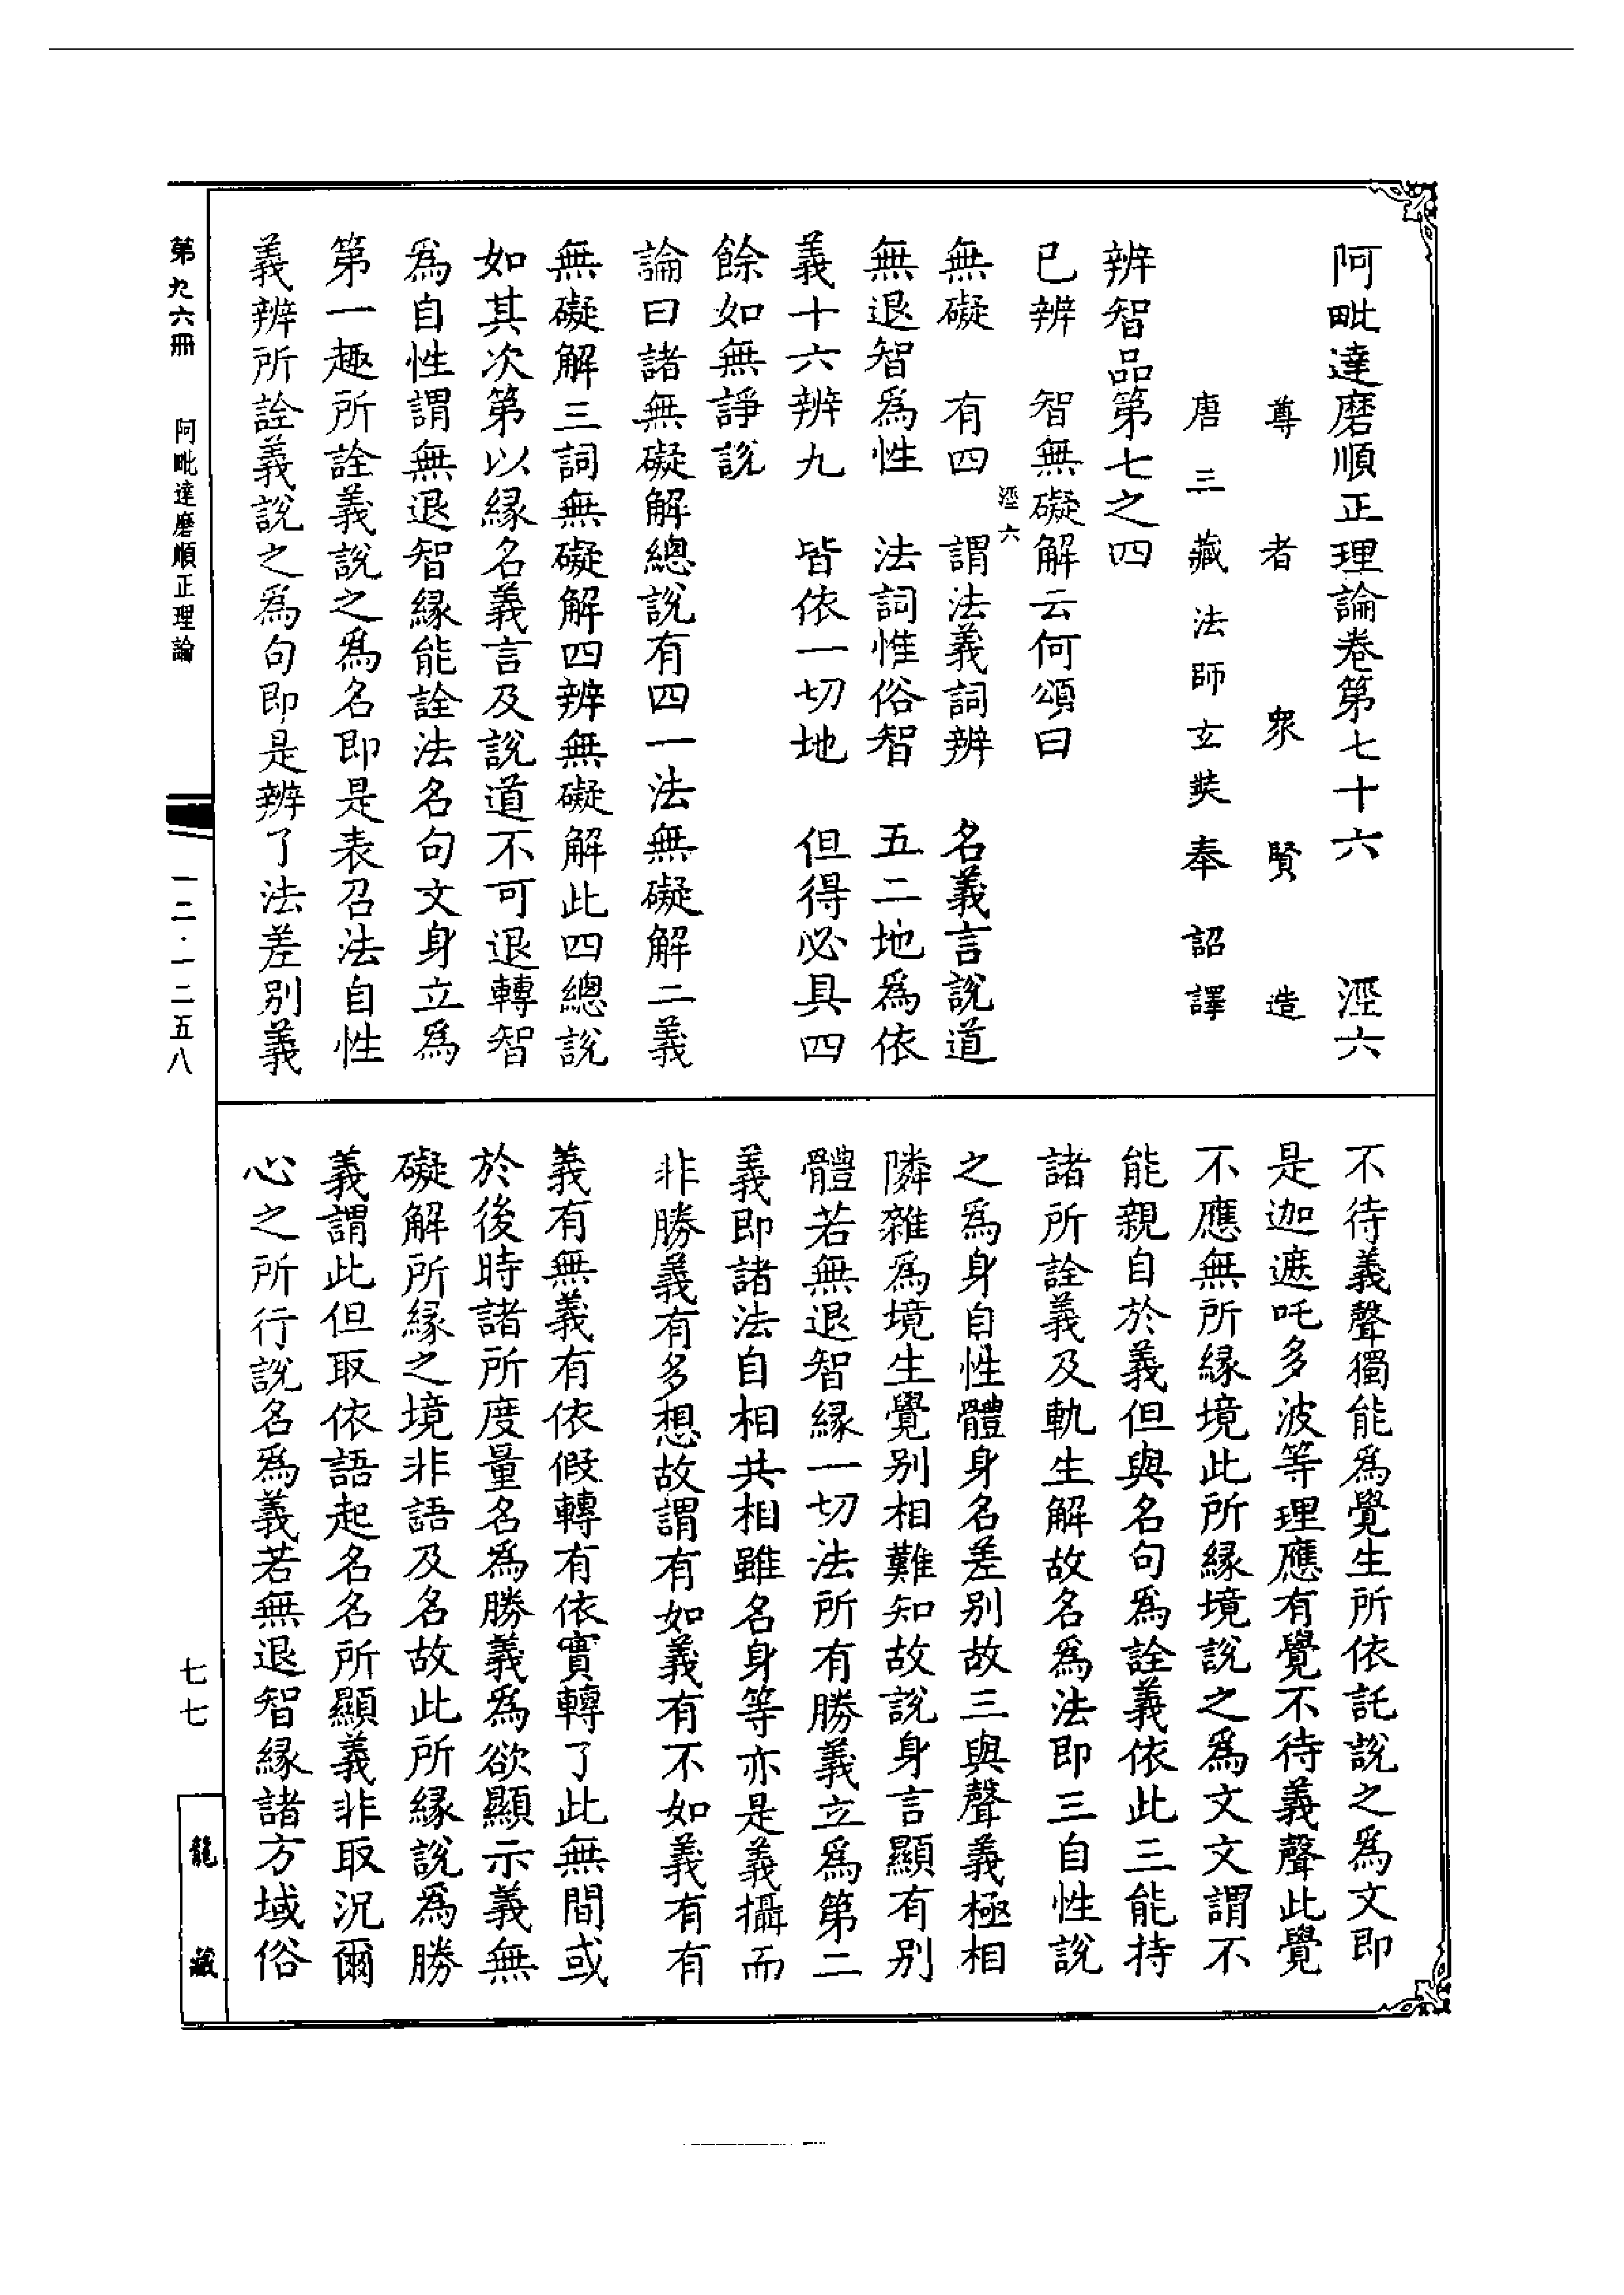 阿毗達磨順正理論卷第七十六　涇六
尊者衆賢造
唐三藏法師玄奘奉詔譯
辨智品第七之四
已辨　智無礙解云何頌曰
涇六
無礙　有四　謂法義詞辨　名義言說道
無退智爲性　法詞惟俗智　五二地爲依
義十六辨九　皆依一切地　但得必具四
餘如無諍說
論曰諸無礙解總說有四一法無礙解二義
無礙解三詞無礙解四辨無礙解此四總說
如其次第以緣名義言及說道不可退轉智
爲自性謂無退智緣能詮法名句文身立爲
第一趣所詮義說之爲名即是表召法自性
義辨所詮義說之爲句即是辨了法差別義
不待義聲獨能爲覺生所依託說之爲文即
是迦遮吒多波等理應有覺不待義聲此覺
不應無所緣境此所緣境說之爲文文謂不
能親自於義但與名句爲詮義依此三能持
諸所詮義及軌生解故名爲法即三自性說
之爲身自性體身名差別故三與聲義極相
隣雜爲境生覺別相難知故說身言顯有別
體若無退智緣一切法所有勝義立爲第二
義即諸法自相共相雖名身等亦是義攝而
非勝義有多想故謂有如義有不如義有有
義有無義有依假轉有依實轉了此無間或
於後時諸所度量名爲勝義爲欲顯示義無
礙解所緣之境非語及名故此所緣說爲勝
義謂此但取依語起名名所顯義非取況爾
心之所行說名爲義若無退智緣諸方域俗
第九六冊　阿毗達磨順正理論　一二·一二五八　七七　龍藏